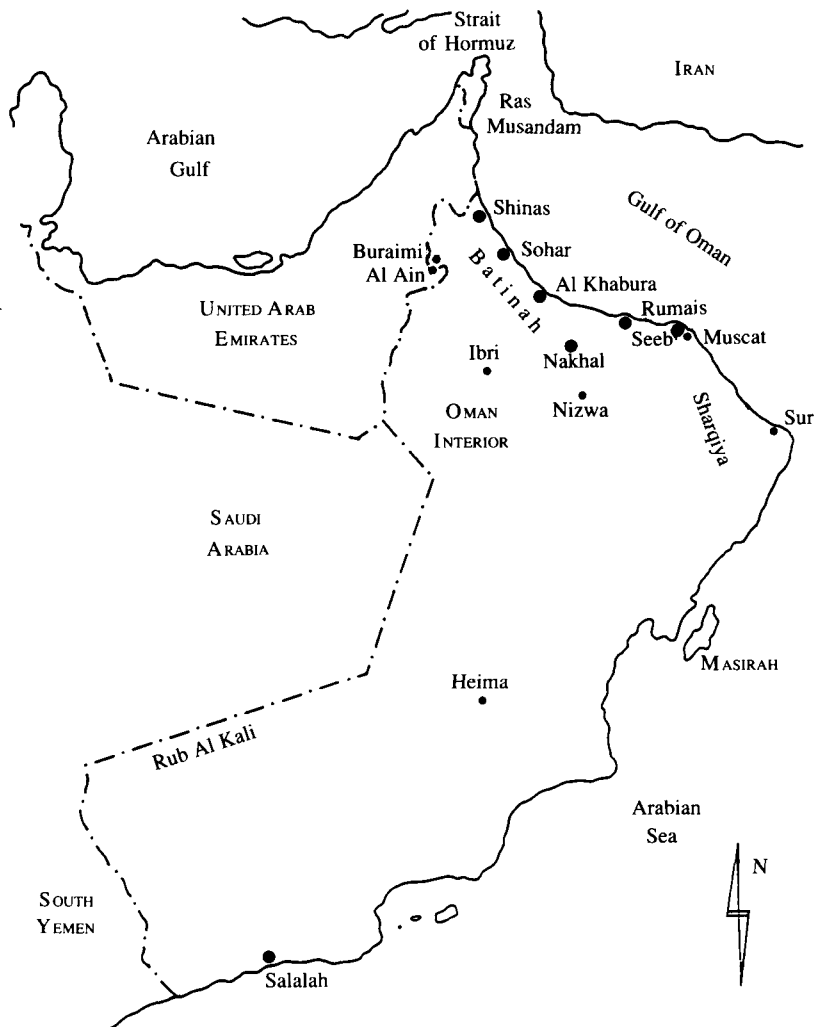 Strait
of Hormuz
IRAN
Ras
Musandam
Arabian
Gulf
Shinas
Gulf of Oman
Buraimi
Sohar
Al Ain
Batinah
Al Khabura
UNITED ARAB
EMIRATES
Rumais
Seeb
Muscat
Ibri
Nakhal
Nizwa
OMAN
INTERIOR
Sharqiya
Sur
SAUDI
ARABIA
MASIRAH
Heima
Rub Al Kali
Arabian
Sea
N
SOUTH
YEMEN
Salalah